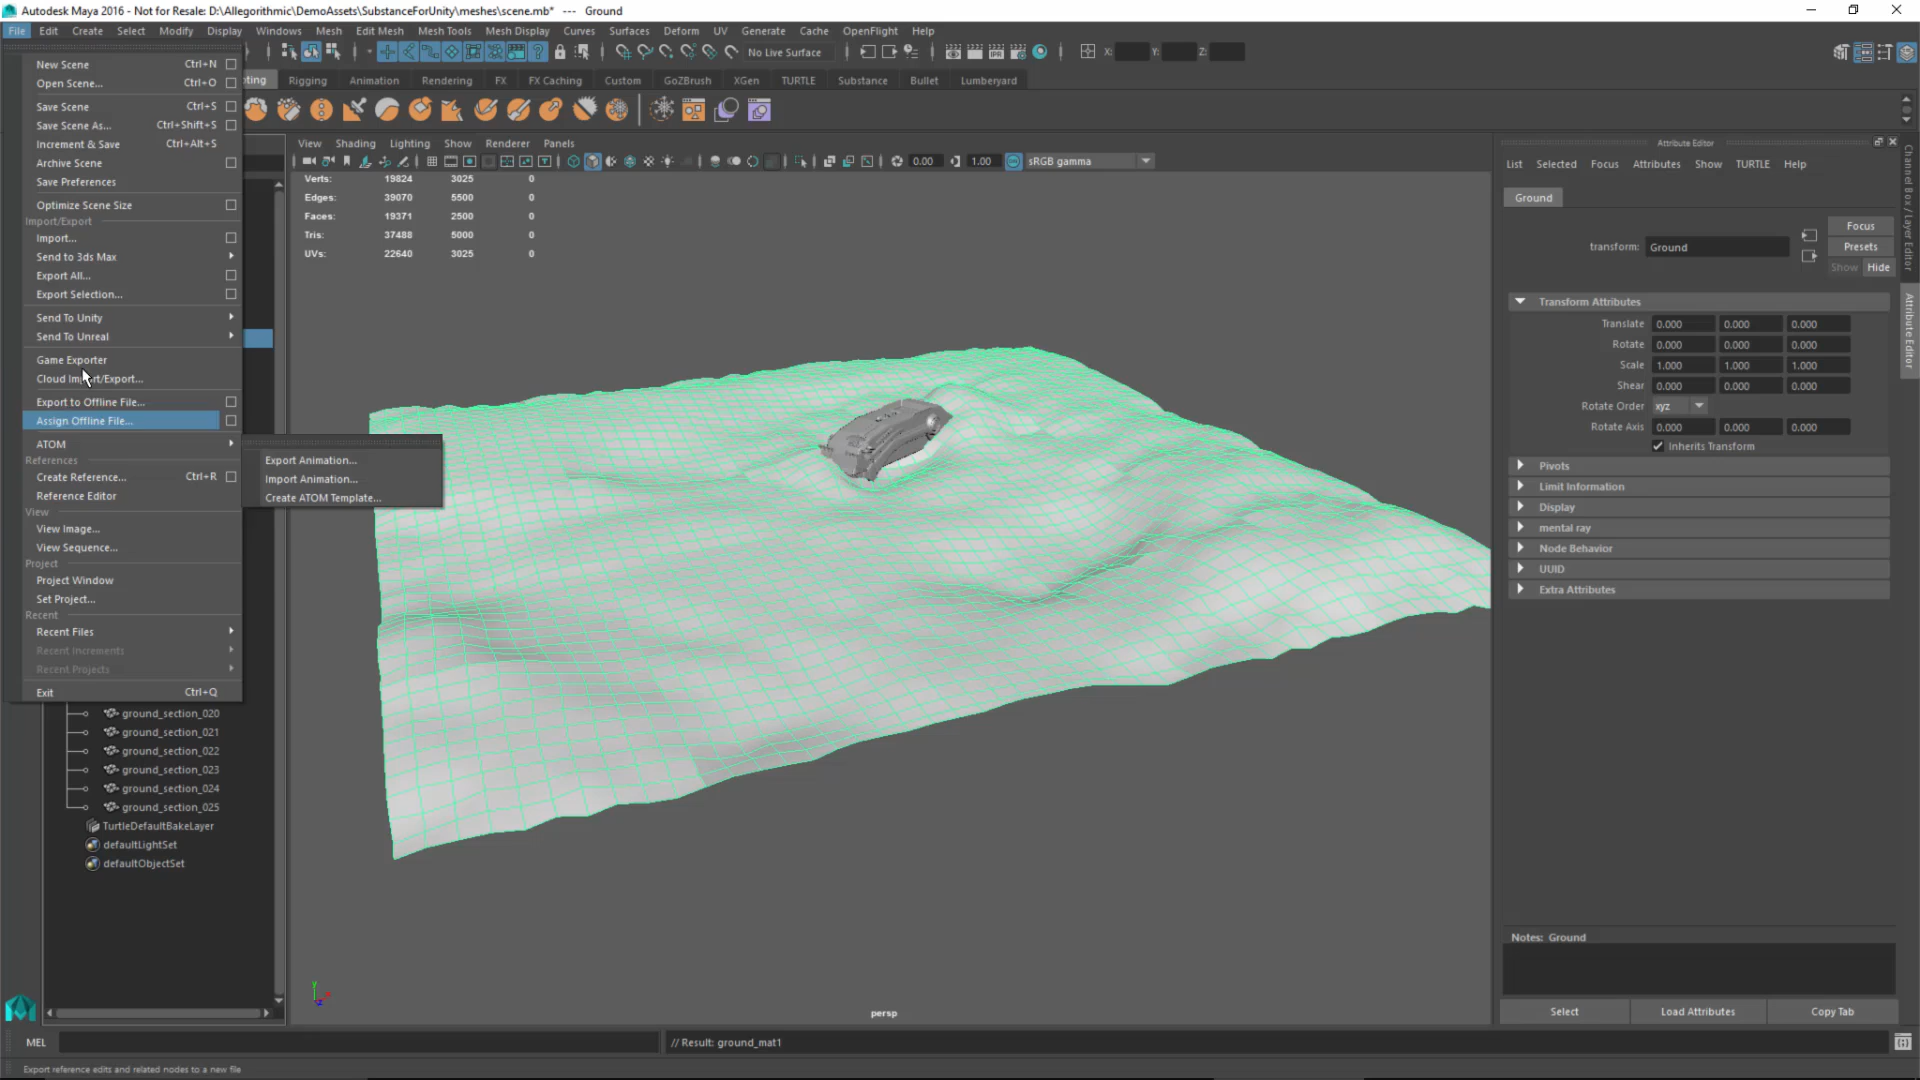 Autodesk Maya 2016 - Not for Resale: D:\Allegorithmic\DemoAssets\SubstanceForUnity\meshes\scene.mb* --- Ground
File Edit Create Select Modify Display Windows Mesh Edit Mesh Mesh Tools Mesh Display Curves Surfaces Deform UV Generate Cache OpenFlight Help
No Live Surface X: Y: Z:
Rigging Animation Rendering FX FX Caching Custom GoZBrush XGen TURTLE Substance Bullet Lumberyard
New Scene Ctrl+N
Open Scene... Ctrl+O
Save Scene Ctrl+S
Save Scene As... Ctrl+Shift+S
Increment & Save Ctrl+Alt+S
Archive Scene
Save Preferences
Optimize Scene Size
Import/Export
Import...
Send to 3ds Max
Export All...
Export Selection...
Send To Unity
Send To Unreal
Game Exporter
Export to Offline File...
Assign Offline File...
ATOM
References
Create Reference... Ctrl+R
Reference Editor
View
View Image...
View Sequence...
Project
Project Window
Set Project...
Recent
Recent Files
Recent Increments
Recent Projects
Exit Ctrl+Q
Export Animation...
Import Animation...
Create ATOM Template...
ground_section_020
ground_section_021
ground_section_022
ground_section_023
ground_section_024
ground_section_025
TurtleDefaultBakeLayer
defaultLightSet
defaultObjectSet
View Shading Lighting Show Renderer Panels
0.00 1.00 sRGB gamma
Verts: 19824 3025 0
Edges: 39070 5500 0
Faces: 19371 2500 0
Tris: 37488 5000 0
UVs: 22640 3025 0
persp
Attribute Editor
List Selected Focus Attributes Show TURTLE Help
Ground
transform: Ground
Focus
Presets
Show Hide
Transform Attributes
Translate 0.000 0.000 0.000
Rotate 0.000 0.000 0.000
Scale 1.000 1.000 1.000
Shear 0.000 0.000 0.000
Rotate Order xyz
Rotate Axis 0.000 0.000 0.000
Inherits Transform
Pivots
Limit Information
Display
mental ray
Node Behavior
UUID
Extra Attributes
Notes: Ground
Select Load Attributes Copy Tab
Channel Box / Layer Editor
Attribute Editor
MEL
// Result: ground_mat1
Export reference edits and related nodes to a new file